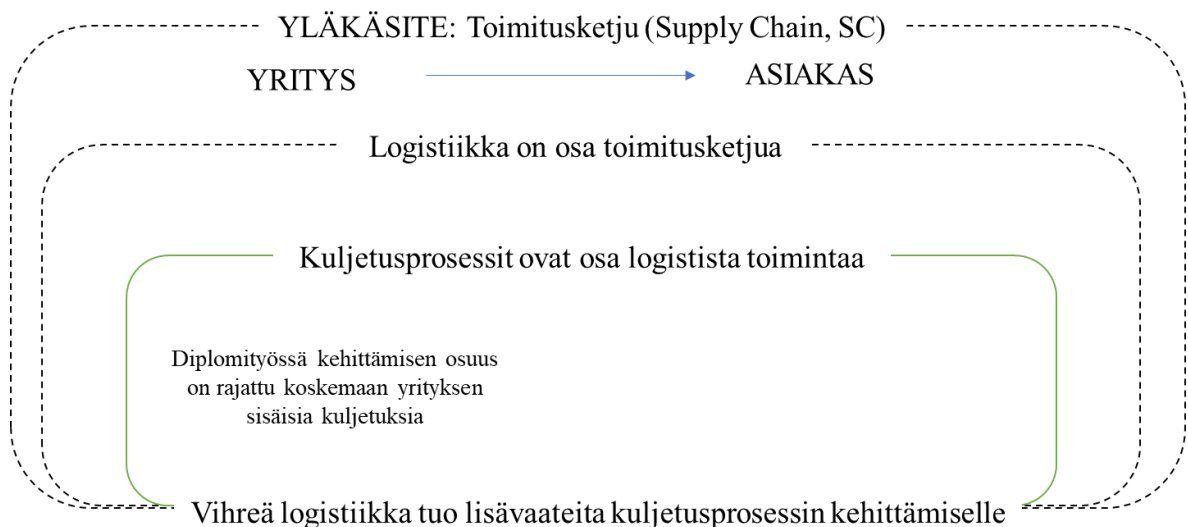 YLÄKÄSITE: Toimitusketju (Supply Chain, SC)
YRITYS
ASIAKAS
Logistiikka on osa toimitusketjua
Kuljetusprosessit ovat osa logistista toimintaa
Diplomityössä kehittämisen osuus
on rajattu koskemaan yrityksen
sisäisia kuljetuksia
Vihreä logistiikka tuo lisävaateita kuljetusprosessin kehittämiselle